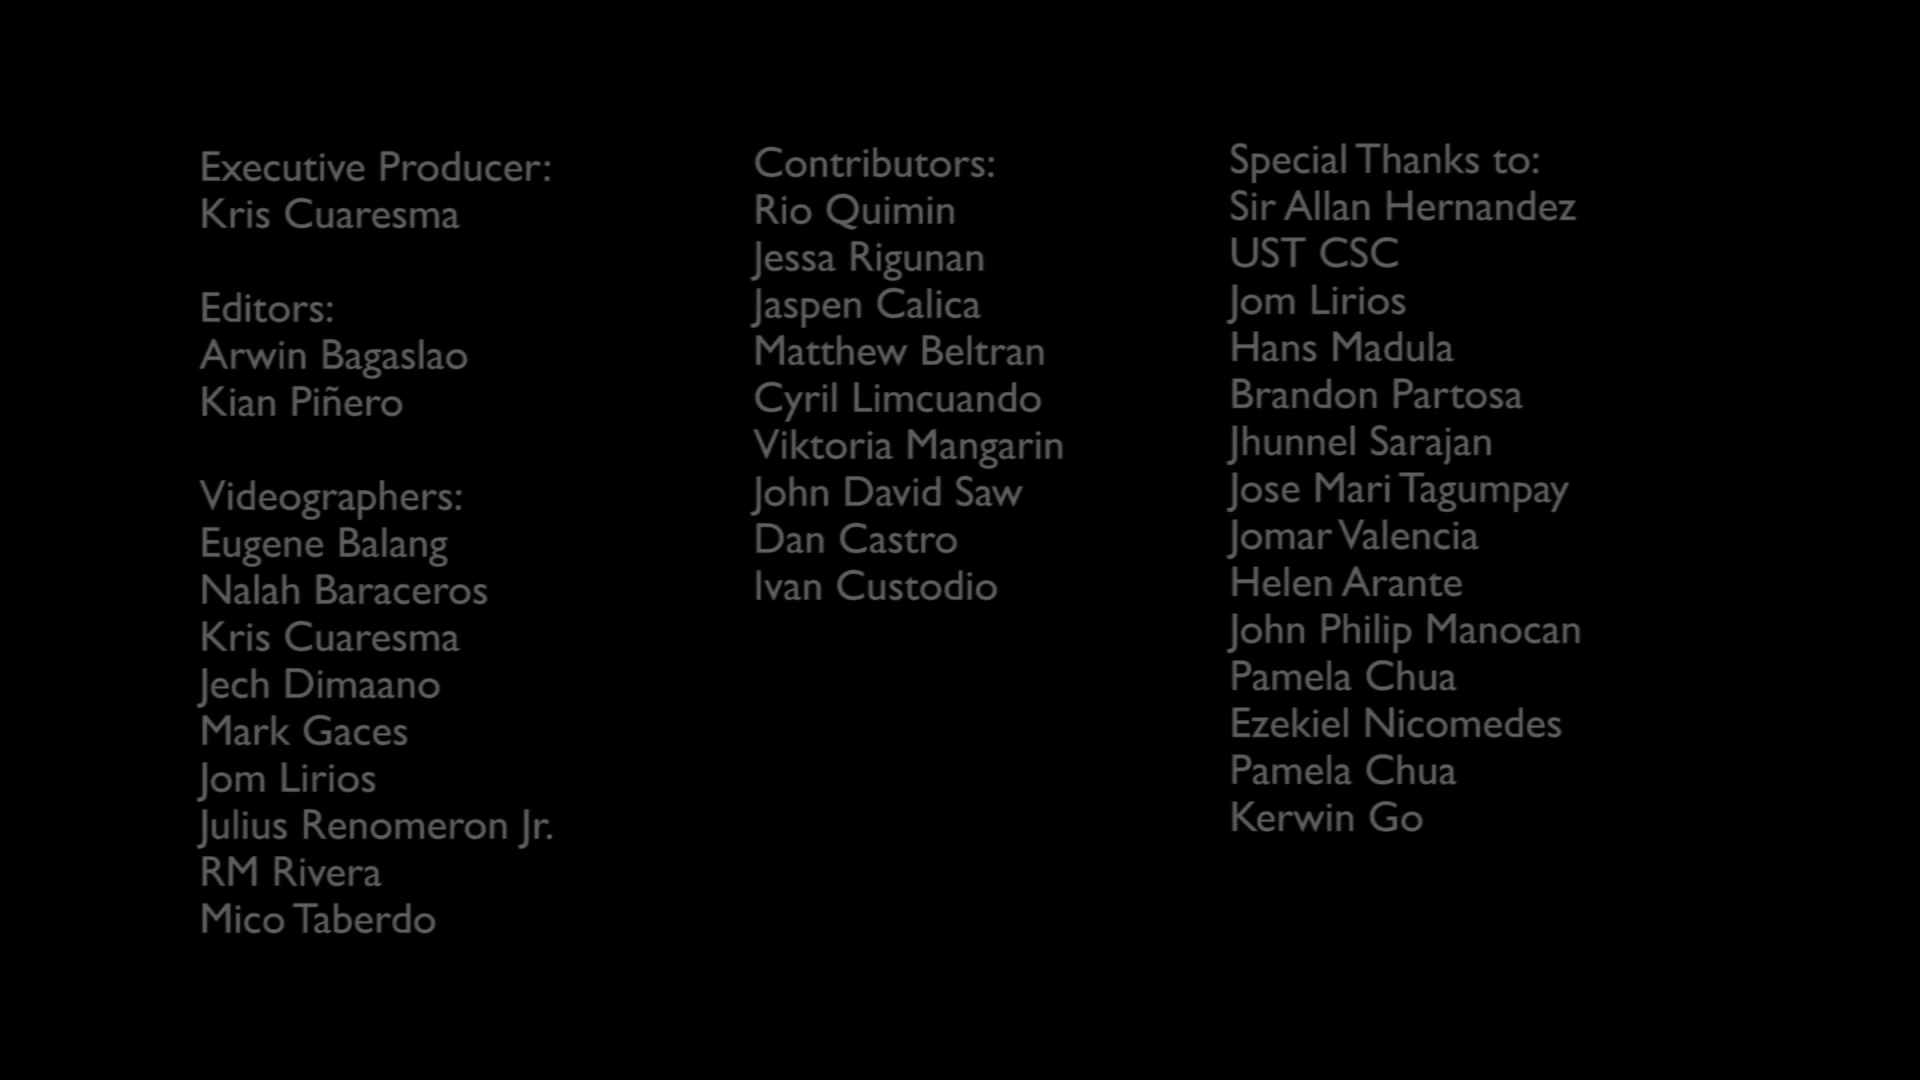 Executive Producer:
Kris Cuaresma
Editors:
Arwin Bagaslao
Kian Piñero
Videographers:
Eugene Balang
Nalah Baraceros
Kris Cuaresma
Jech Dimaano
Mark Gaces
Jom Lirios
Julius Renomeron Jr.
RM Rivera
Mico Taberdo
Contributors:
Rio Quimin
Jessa Rigunan
Jaspen Calica
Matthew Beltran
Cyril Limcuando
Viktoria Mangarin
John David Saw
Dan Castro
Ivan Custodio
Special Thanks to:
Sir Allan Hernandez
UST CSC
Jom Lirios
Hans Madula
Brandon Partosa
Jhunnel Sarajan
Jose Mari Tagumpay
Jomar Valencia
Helen Arante
John Philip Manocan
Pamela Chua
Ezekiel Nicomedes
Pamela Chua
Kerwin Go